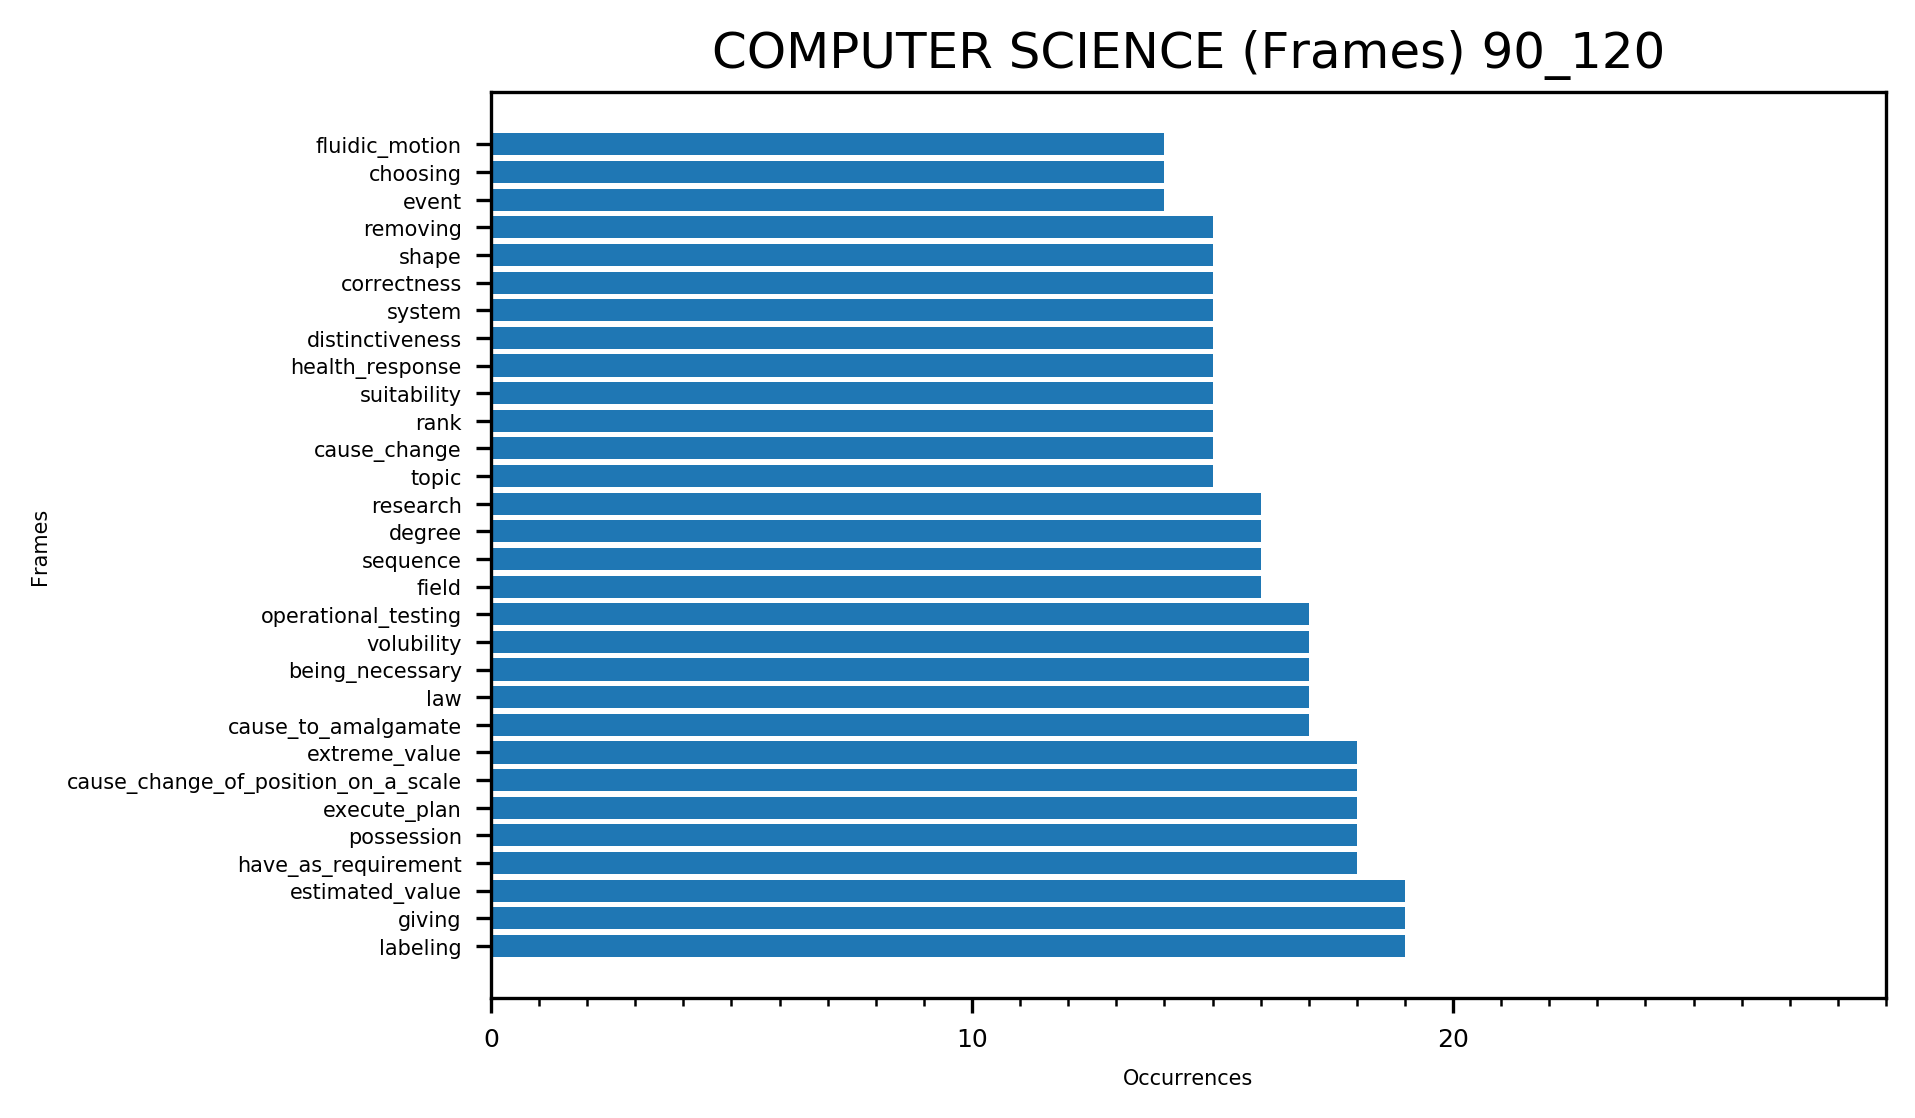 COMPUTER SCIENCE (Frames) 90_120
fluidic_motion
choosing
event
removing
shape
correctness
system
distinctiveness
health_response
suitability
rank
cause_change
topic
research
degree
sequence
field
operational_testing
volubility
being_necessary
law
cause_to_amalgamate
extreme_value
cause_change_of_position_on_a_scale
execute_plan
possession
have_as_requirement
estimated_value
giving
labeling
Frames
0 10 20
Occurrences